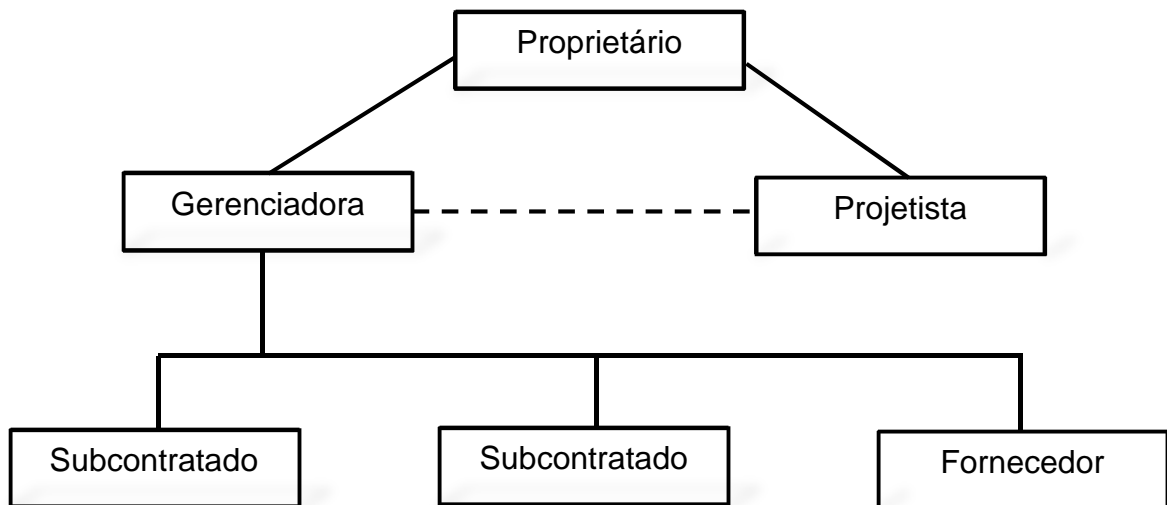 Proprietário
Gerenciadora
Projetista
Subcontratado
Subcontratado
Fornecedor